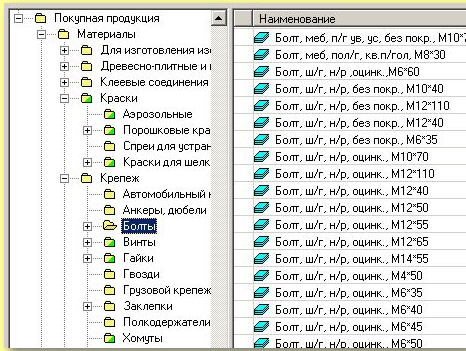 Покупная продукция
Материалы
Для изготовления изо
Древесно-плитные и
Клеевые соединения
Краски
Аэрозольные
Порошковые кра
Спреи для устран
Краски для шелк
Крепеж
Автомобильный
Анкеры, дюбели
Болты
Винты
Гайки
Гвозди
Грузовой крепеж
Заклепки
Полкодержатели
Хомуты
Наименование
Болт, меб, п/г ув, ус, без покр., М10*
Болт, меб, пол/г, кв.п/гол, М8*30
Болт, ш/г, н/р ,оцинк.,М6*60
Болт, ш/г, н/р, без покр., М10*40
Болт, ш/г, н/р, без покр., М12*110
Болт, ш/г, н/р, без покр., М12*40
Болт, ш/г, н/р, без покр., М6*35
Болт, ш/г, н/р, оцинк., М10*70
Болт, ш/г, н/р, оцинк., М12*110
Болт, ш/г, н/р, оцинк., М12*40
Болт, ш/г, н/р, оцинк., М12*50
Болт, ш/г, н/р, оцинк., М12*55
Болт, ш/г, н/р, оцинк., М12*65
Болт, ш/г, н/р, оцинк., М14*55
Болт, ш/г, н/р, оцинк., М4*50
Болт, ш/г, н/р, оцинк., М6*35
Болт, ш/г, н/р, оцинк., М6*40
Болт, ш/г, н/р, оцинк., М6*45
Болт, ш/г, н/р, оцинк., М6*50